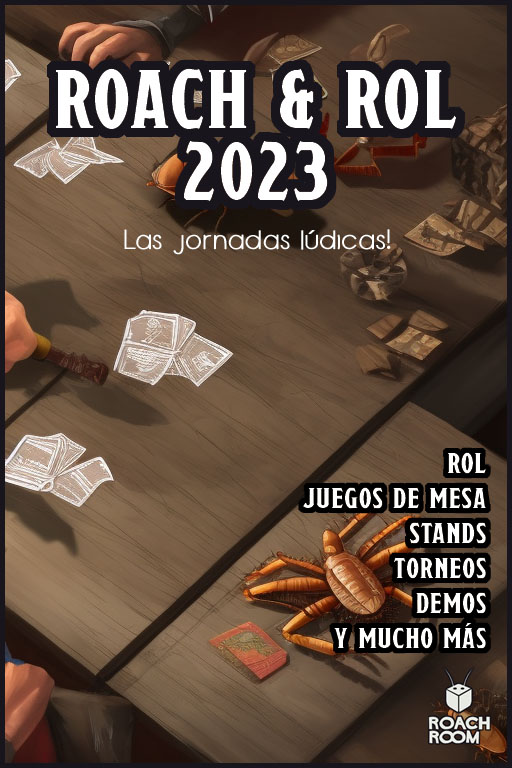 ROACH & ROL
2023
Las jornadas lúdicas!
ROL
JUEGOS DE MESA
STANDS
TORNEOS
DEMOS
Y MUCHO MÁS
ROACH
ROOM